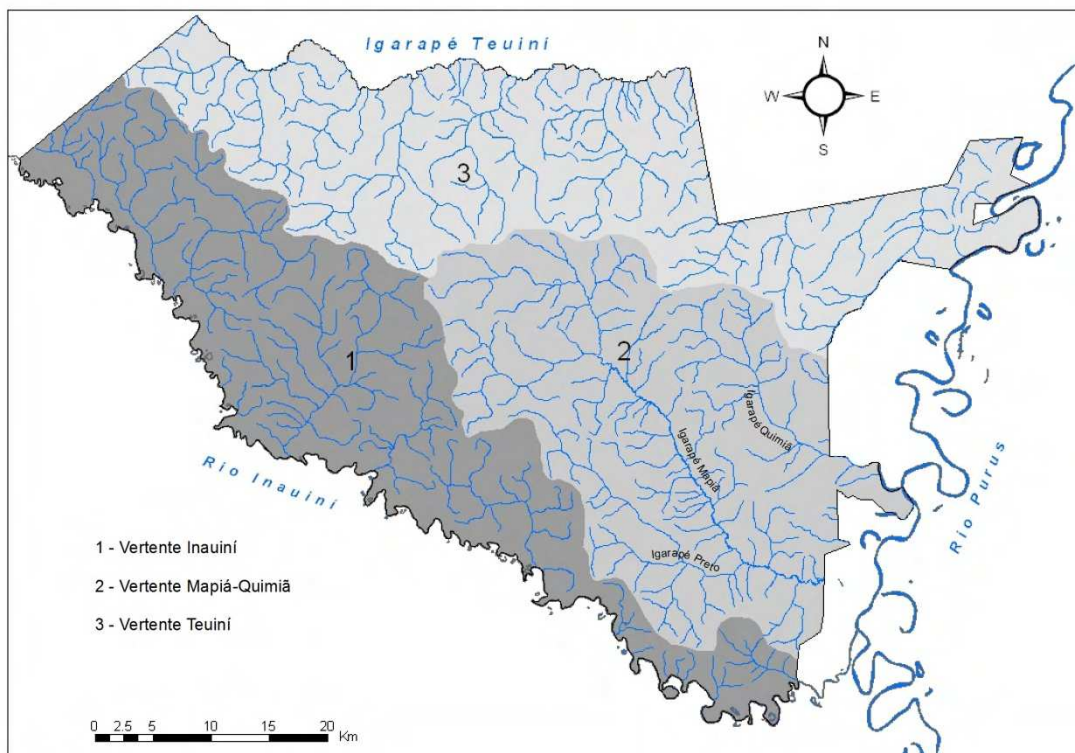 Igarapé Teuiní
N
W E
S
3
2
1
Igarapé Quimiã
Igarapé Mapiá
Rio Inauiní
Rio Purus
Igarapé Preto
1 - Vertente Inauiní
2 - Vertente Mapiá-Quimiã
3 - Vertente Teuiní
0 2.5 5 10 15 20
Km